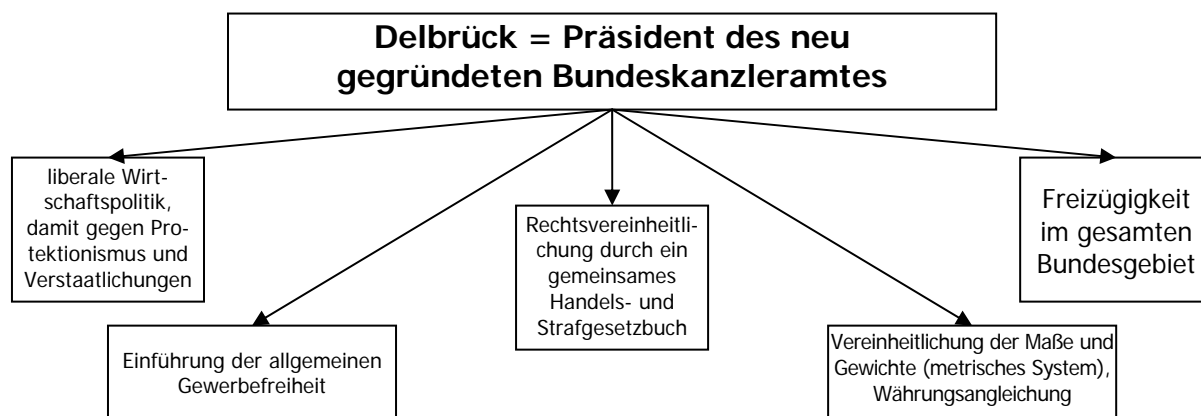 Delbrück = Präsident des neu
gegründeten Bundeskanzleramtes
liberale Wirt-
schaftspolitik,
damit gegen Pro-
tektionismus und
Verstaatlichungen
Einführung der allgemeinen
Gewerbefreiheit
Rechtsvereinheitli-
chung durch ein
gemeinsames
Handels- und
Strafgesetzbuch
Vereinheitlichung der Maße und
Gewichte (metrisches System),
Währungsangleichung
Freizügigkeit
im gesamten
Bundesgebiet